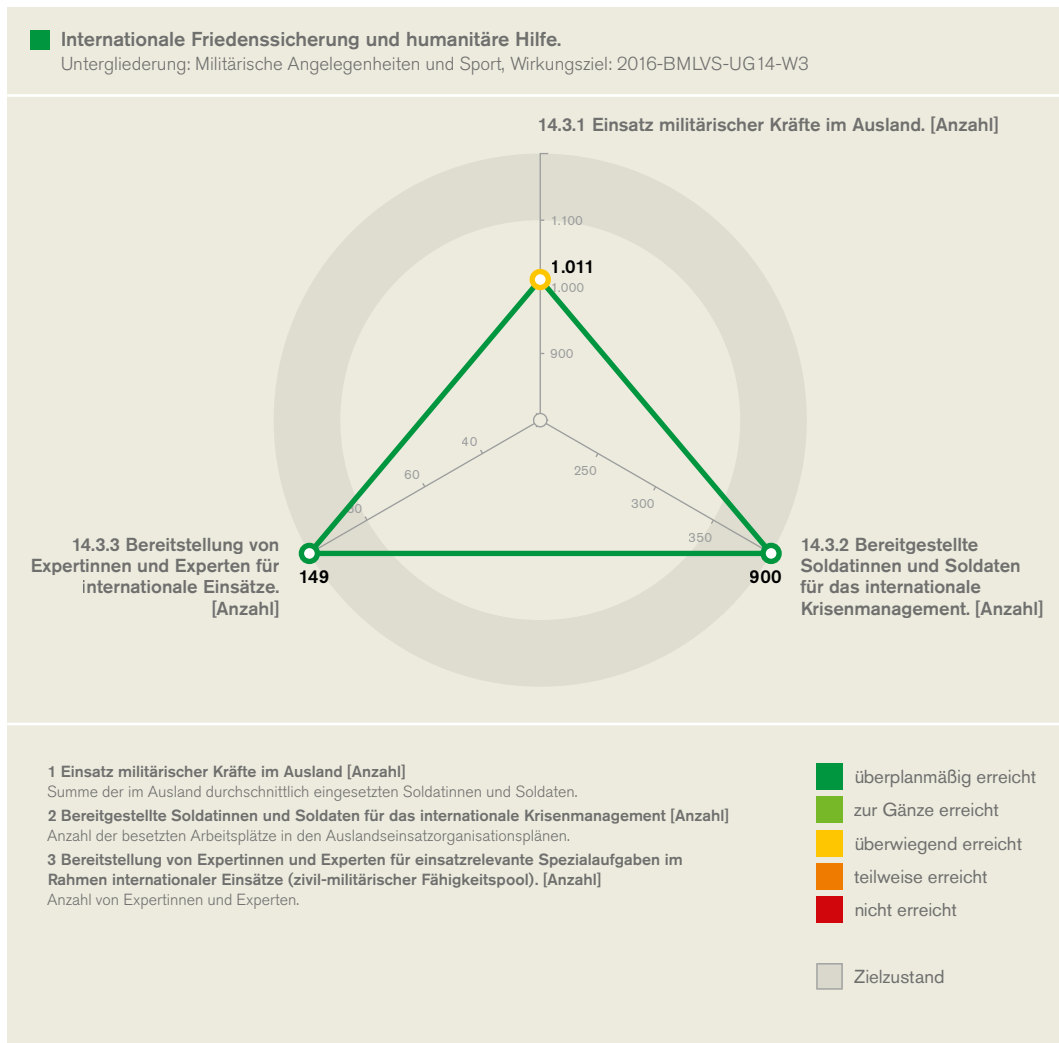 Internationale Friedenssicherung und humanitäre Hilfe.
Untergliederung: Militärische Angelegenheiten und Sport, Wirkungsziel: 2016-BMLVS-UG14-W3
14.3.1 Einsatz militärischer Kräfte im Ausland. [Anzahl]
1.100
1.011
1.000
900
40
60
80
250
300
350
14.3.3 Bereitstellung von
Expertinnen und Experten für
internationale Einsätze.
[Anzahl]
149
900
14.3.2 Bereitgestellte
Soldatinnen und Soldaten
für das internationale
Krisenmanagement. [Anzahl]
1 Einsatz militärischer Kräfte im Ausland [Anzahl]
Summe der im Ausland durchschnittlich eingesetzten Soldatinnen und Soldaten.
2 Bereitgestellte Soldatinnen und Soldaten für das internationale Krisenmanagement [Anzahl]
Anzahl der besetzten Arbeitsplätze in den Auslandseinsatzorganisationsplänen.
3 Bereitstellung von Expertinnen und Experten für einsatzrelevante Spezialaufgaben im
Rahmen internationaler Einsätze (zivil-militärischer Fähigkeitspool). [Anzahl]
Anzahl von Expertinnen und Experten.
überplanmäßig erreicht
zur Gänze erreicht
überwiegend erreicht
teilweise erreicht
nicht erreicht
Zielzustand